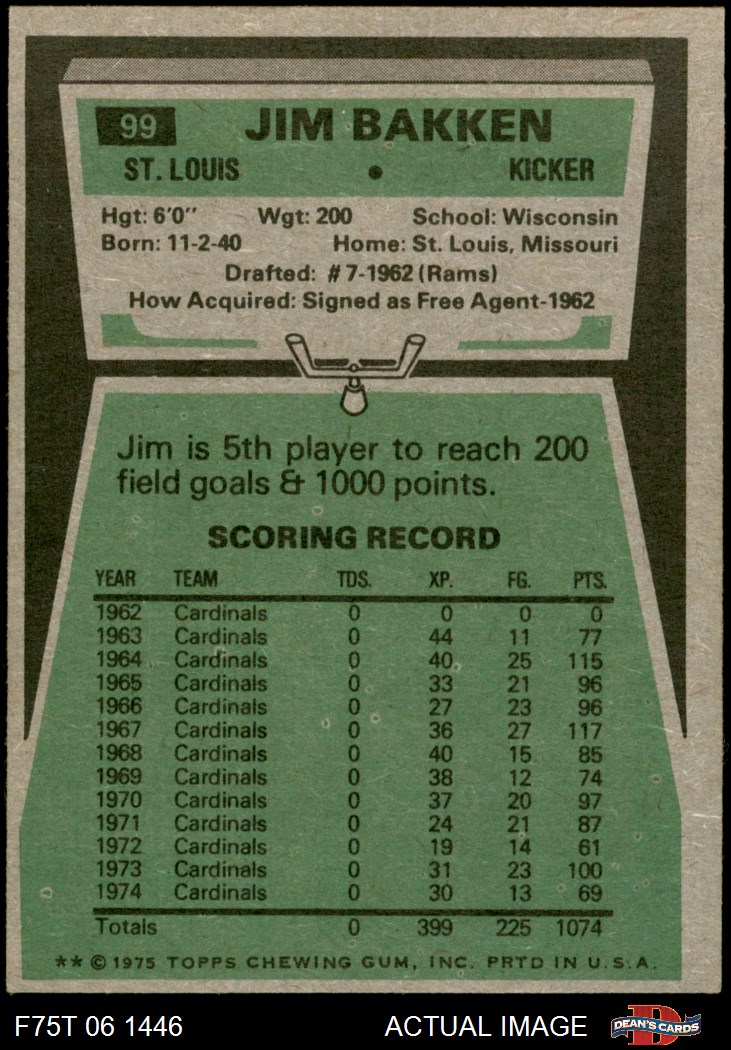 99 JIM BAKKEN
ST. LOUIS • KICKER
Hgt: 6'0" Wgt: 200 School: Wisconsin
Born: 11-2-40 Home: St. Louis, Missouri
Drafted: #7-1962 (Rams)
How Acquired: Signed as Free Agent-1962
Jim is 5th player to reach 200
field goals & 1000 points.
SCORING RECORD
YEAR TEAM TDS. XP. FG. PTS.
1962 Cardinals 0 0 0 0
1963 Cardinals 0 44 11 77
1964 Cardinals 0 40 25 115
1965 Cardinals 0 33 21 96
1966 Cardinals 0 27 23 96
1967 Cardinals 0 36 27 117
1968 Cardinals 0 40 15 85
1969 Cardinals 0 38 12 74
1970 Cardinals 0 37 20 97
1971 Cardinals 0 24 21 87
1972 Cardinals 0 19 14 61
1973 Cardinals 0 31 23 100
1974 Cardinals 0 30 13 69
Totals 0 399 225 1074
** © 1975 TOPPS CHEWING GUM, INC. PRTD IN U.S.A.
F75T 06 1446 ACTUAL IMAGE D DEAN'S CARDS